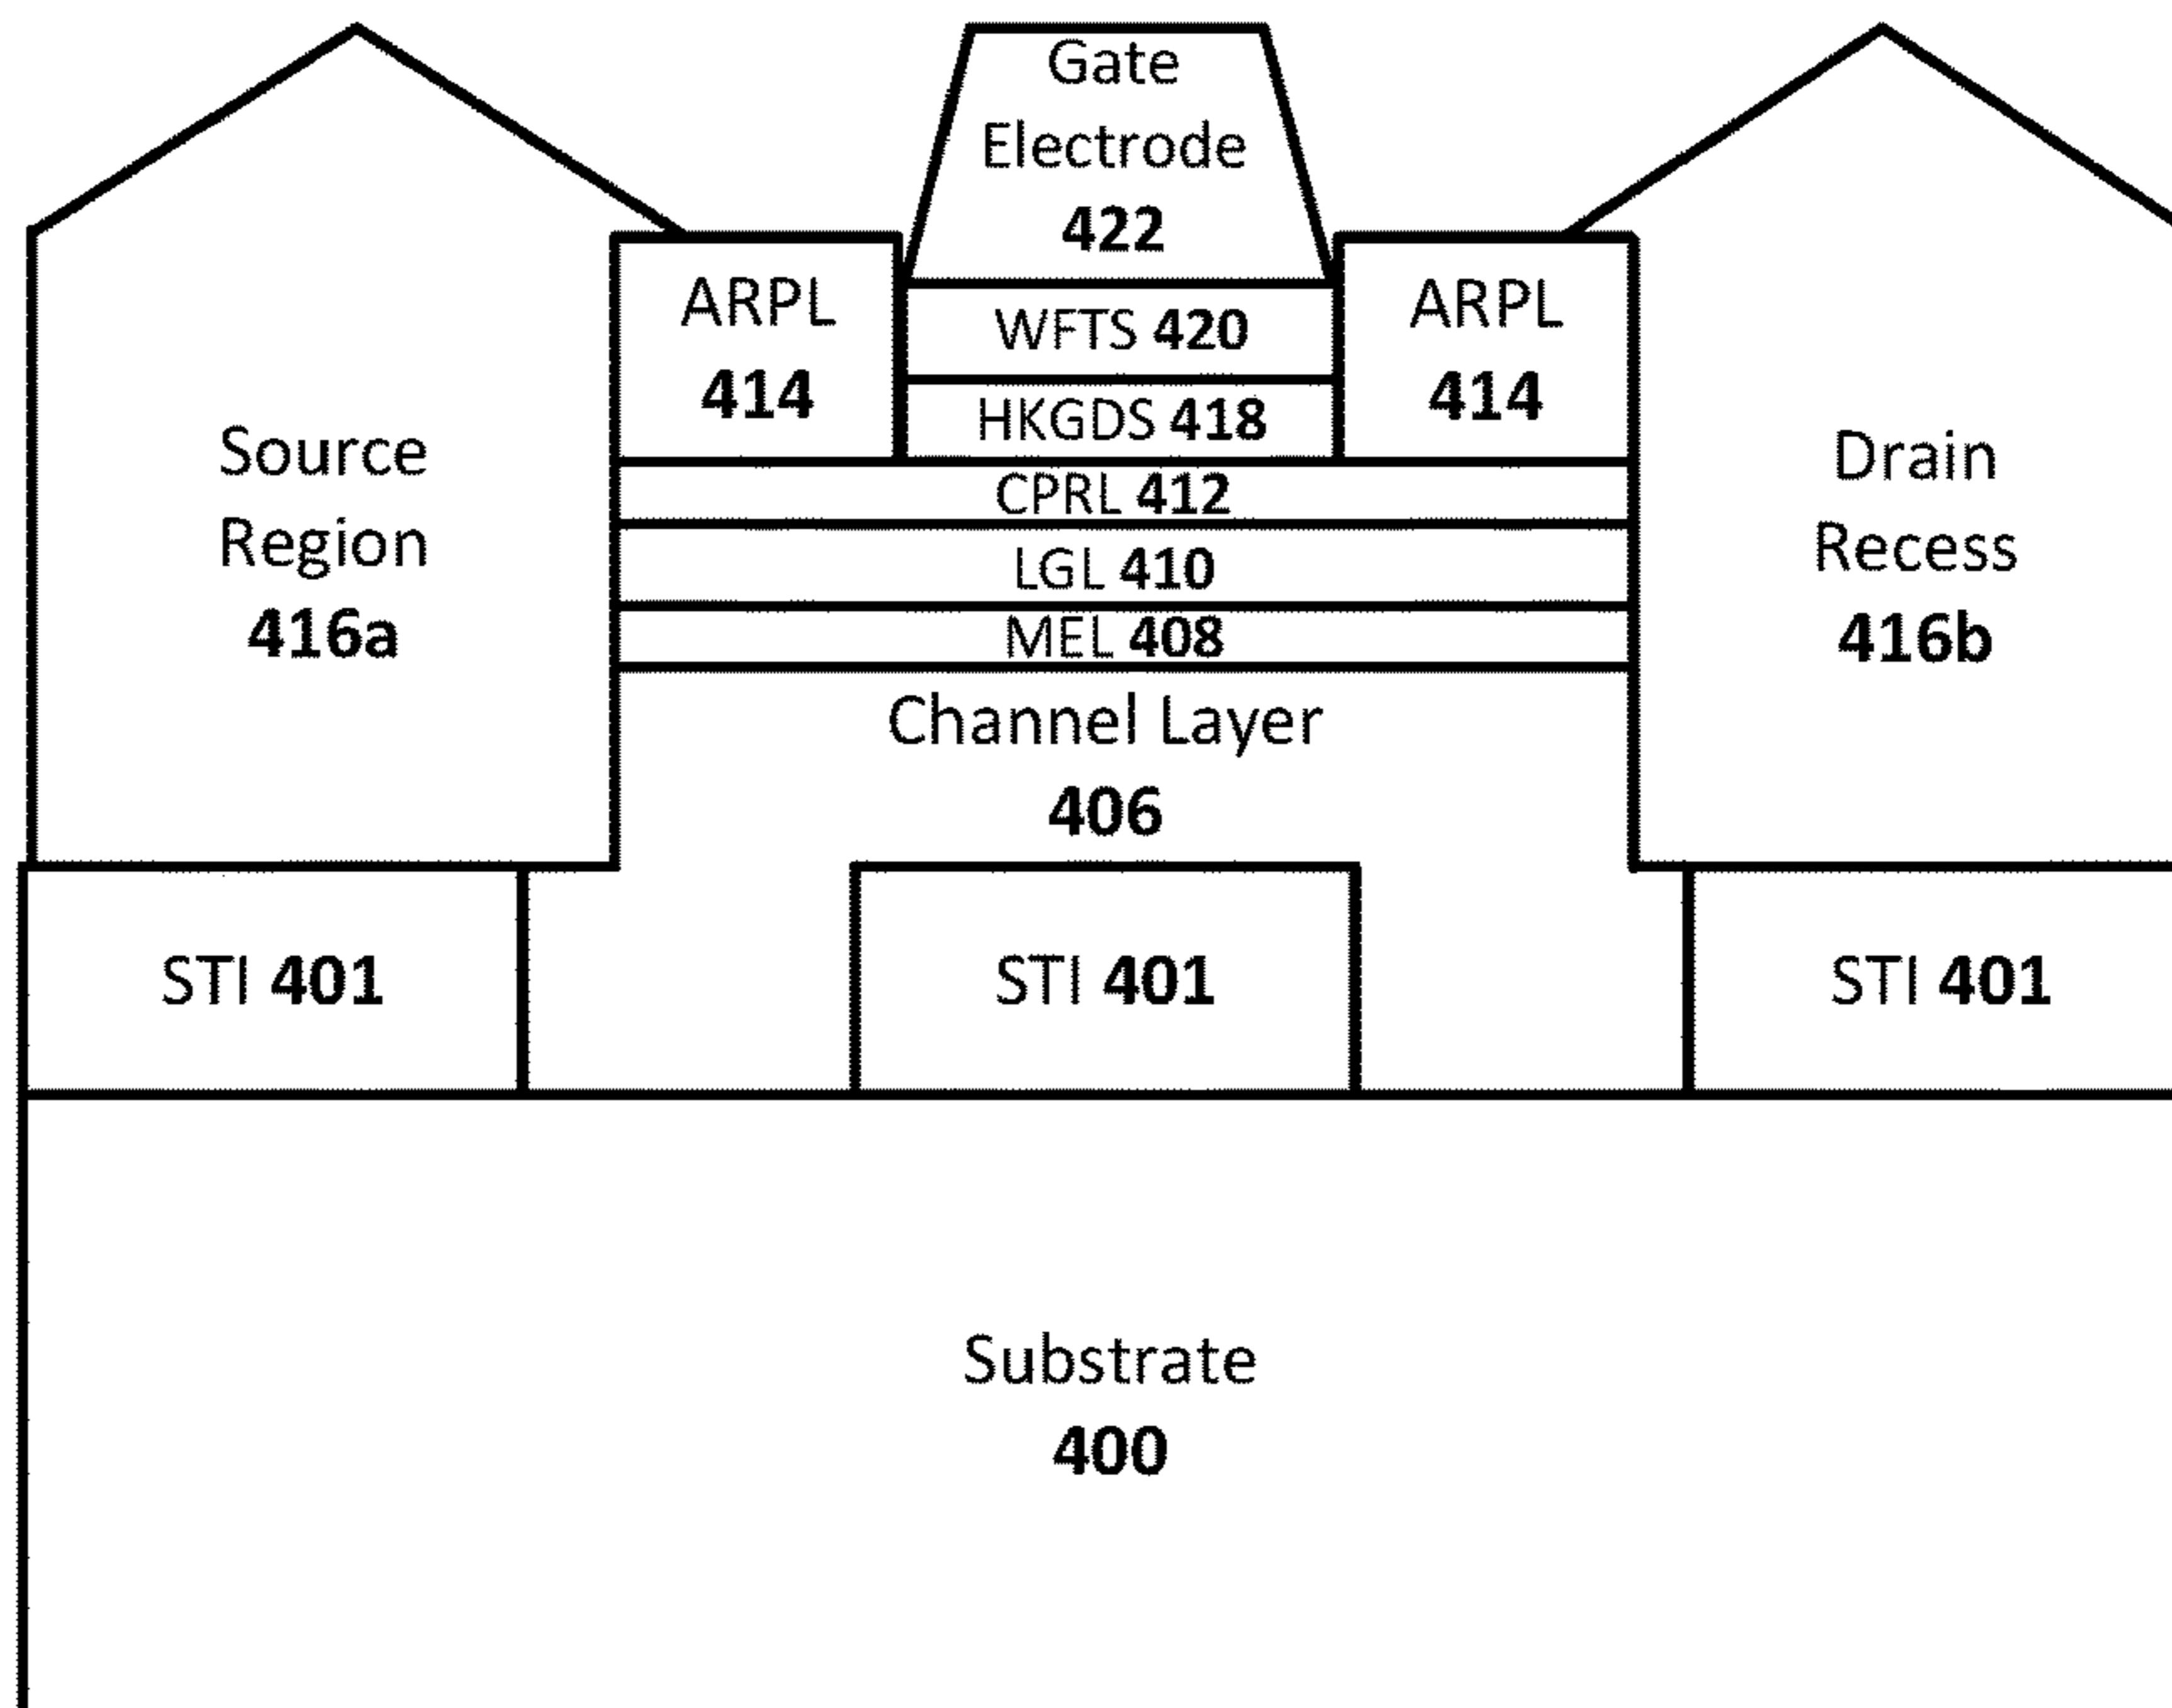 Gate
Electrode
422
ARPL
414
WFTS 420
HKGDS 418
ARPL
414
CPRL 412
LGL 410
MEL 408
Source
Region
416a
Drain
Recess
416b
Channel Layer
406
STI 401
STI 401
STI 401
Substrate
400